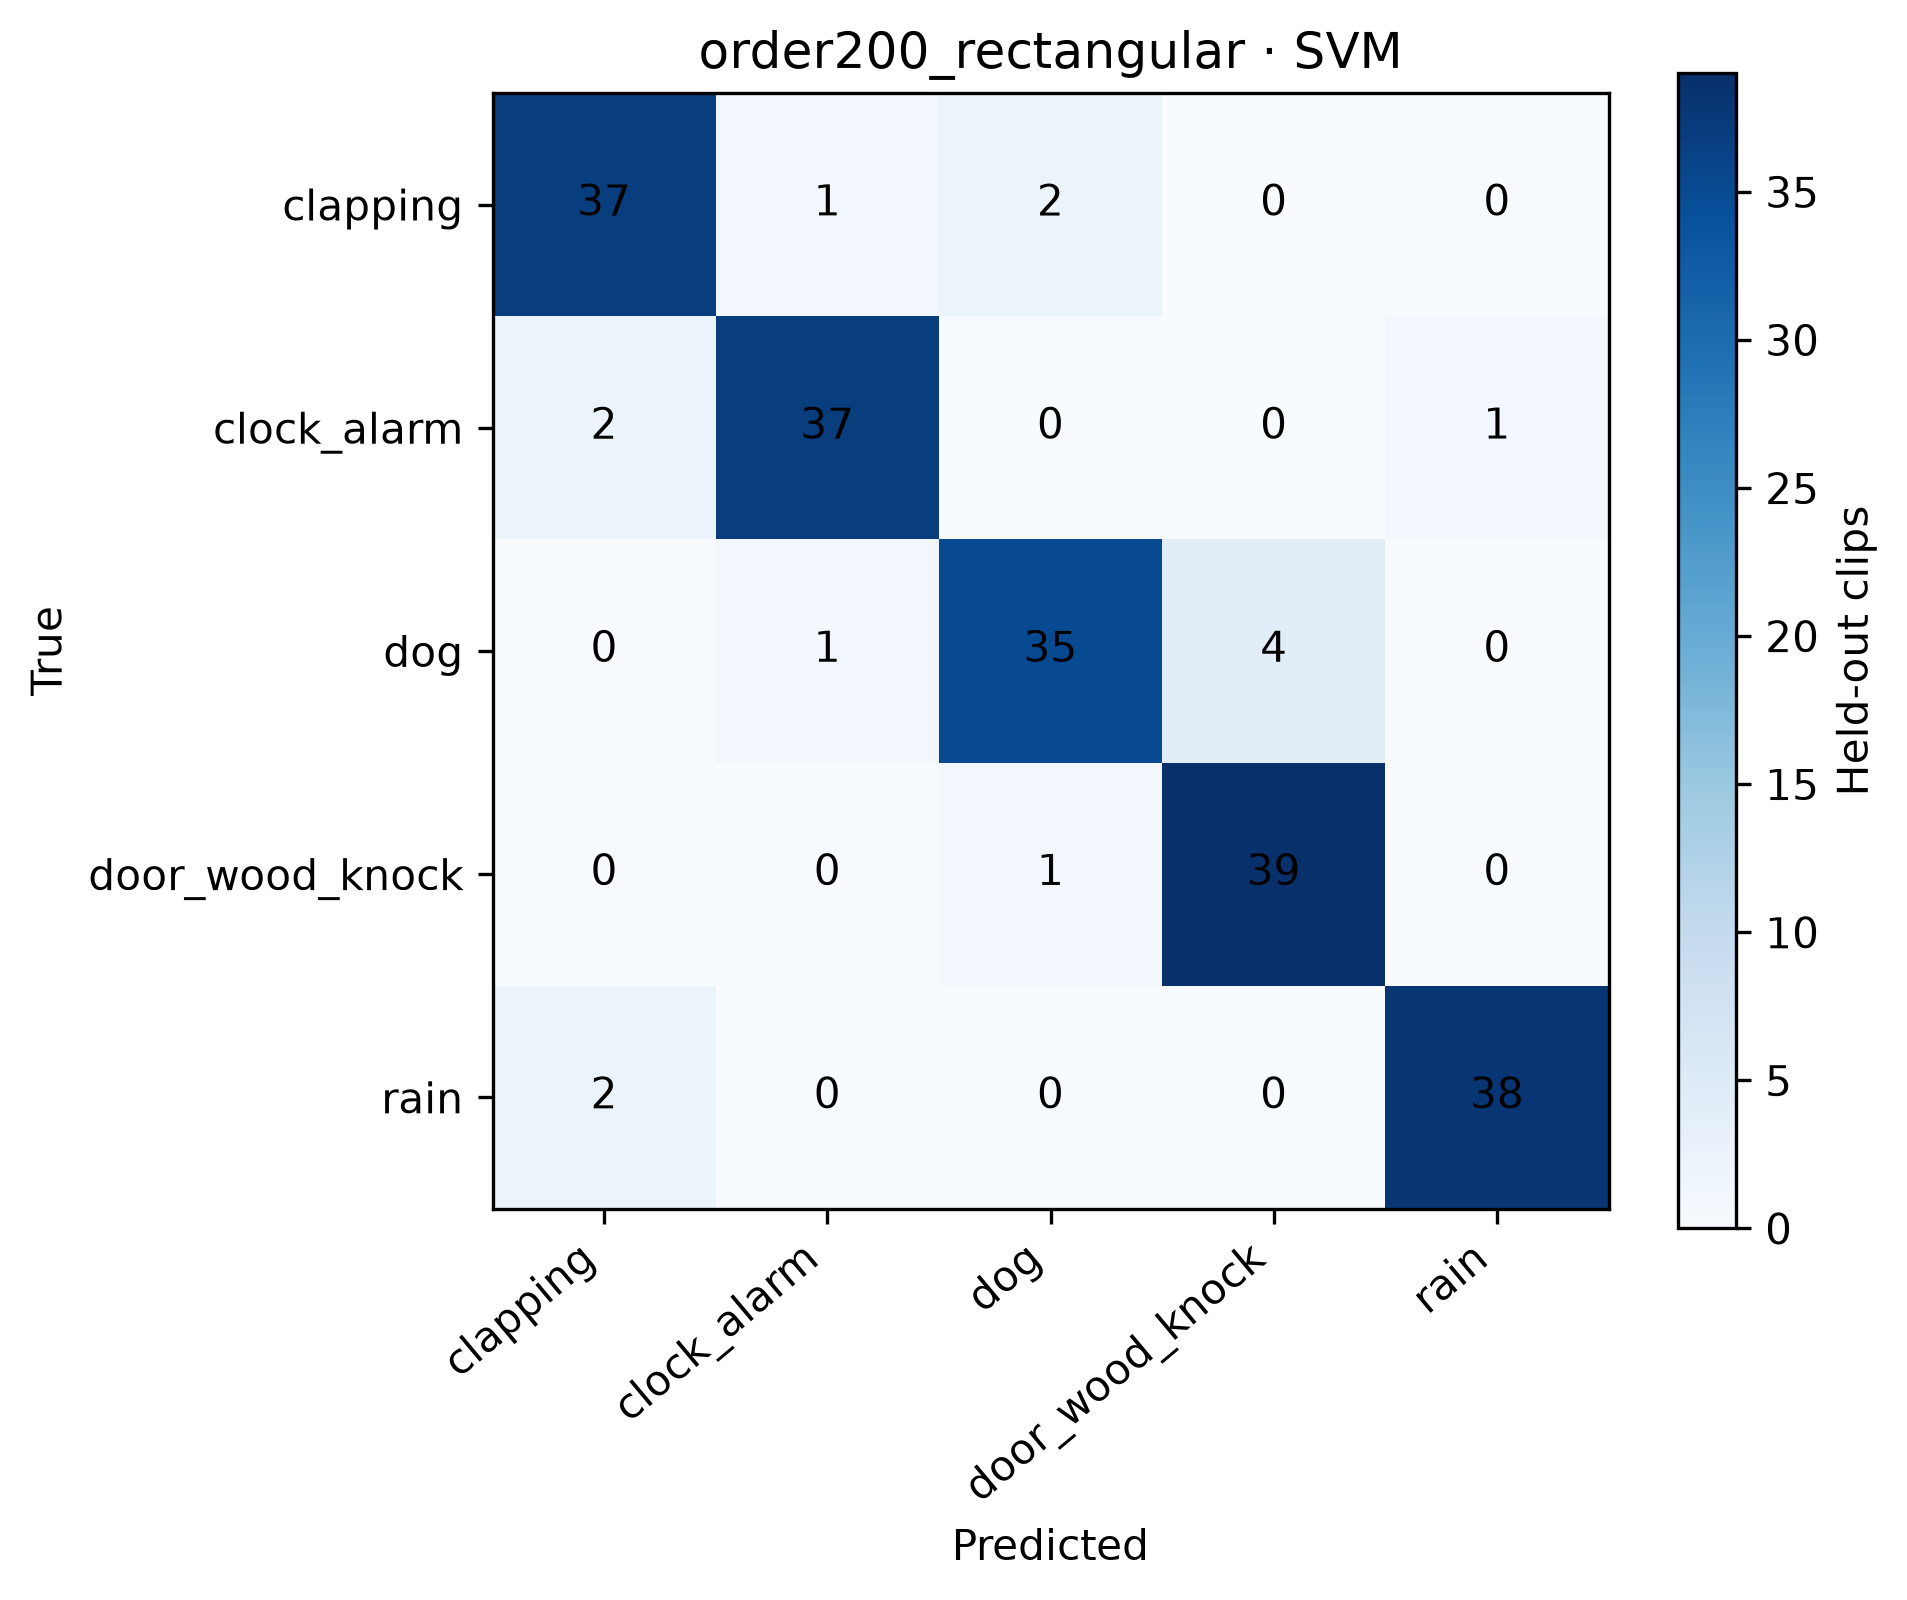 order200_rectangular · SVM
clapping 37 1 2 0 0
clock_alarm 2 37 0 0 1
dog 0 1 35 4 0
door_wood_knock 0 0 1 39 0
rain 2 0 0 0 38
True
clapping
clock_alarm
dog
door_wood_knock
rain
Predicted
35
30
25
20
15
10
5
0
Held-out clips